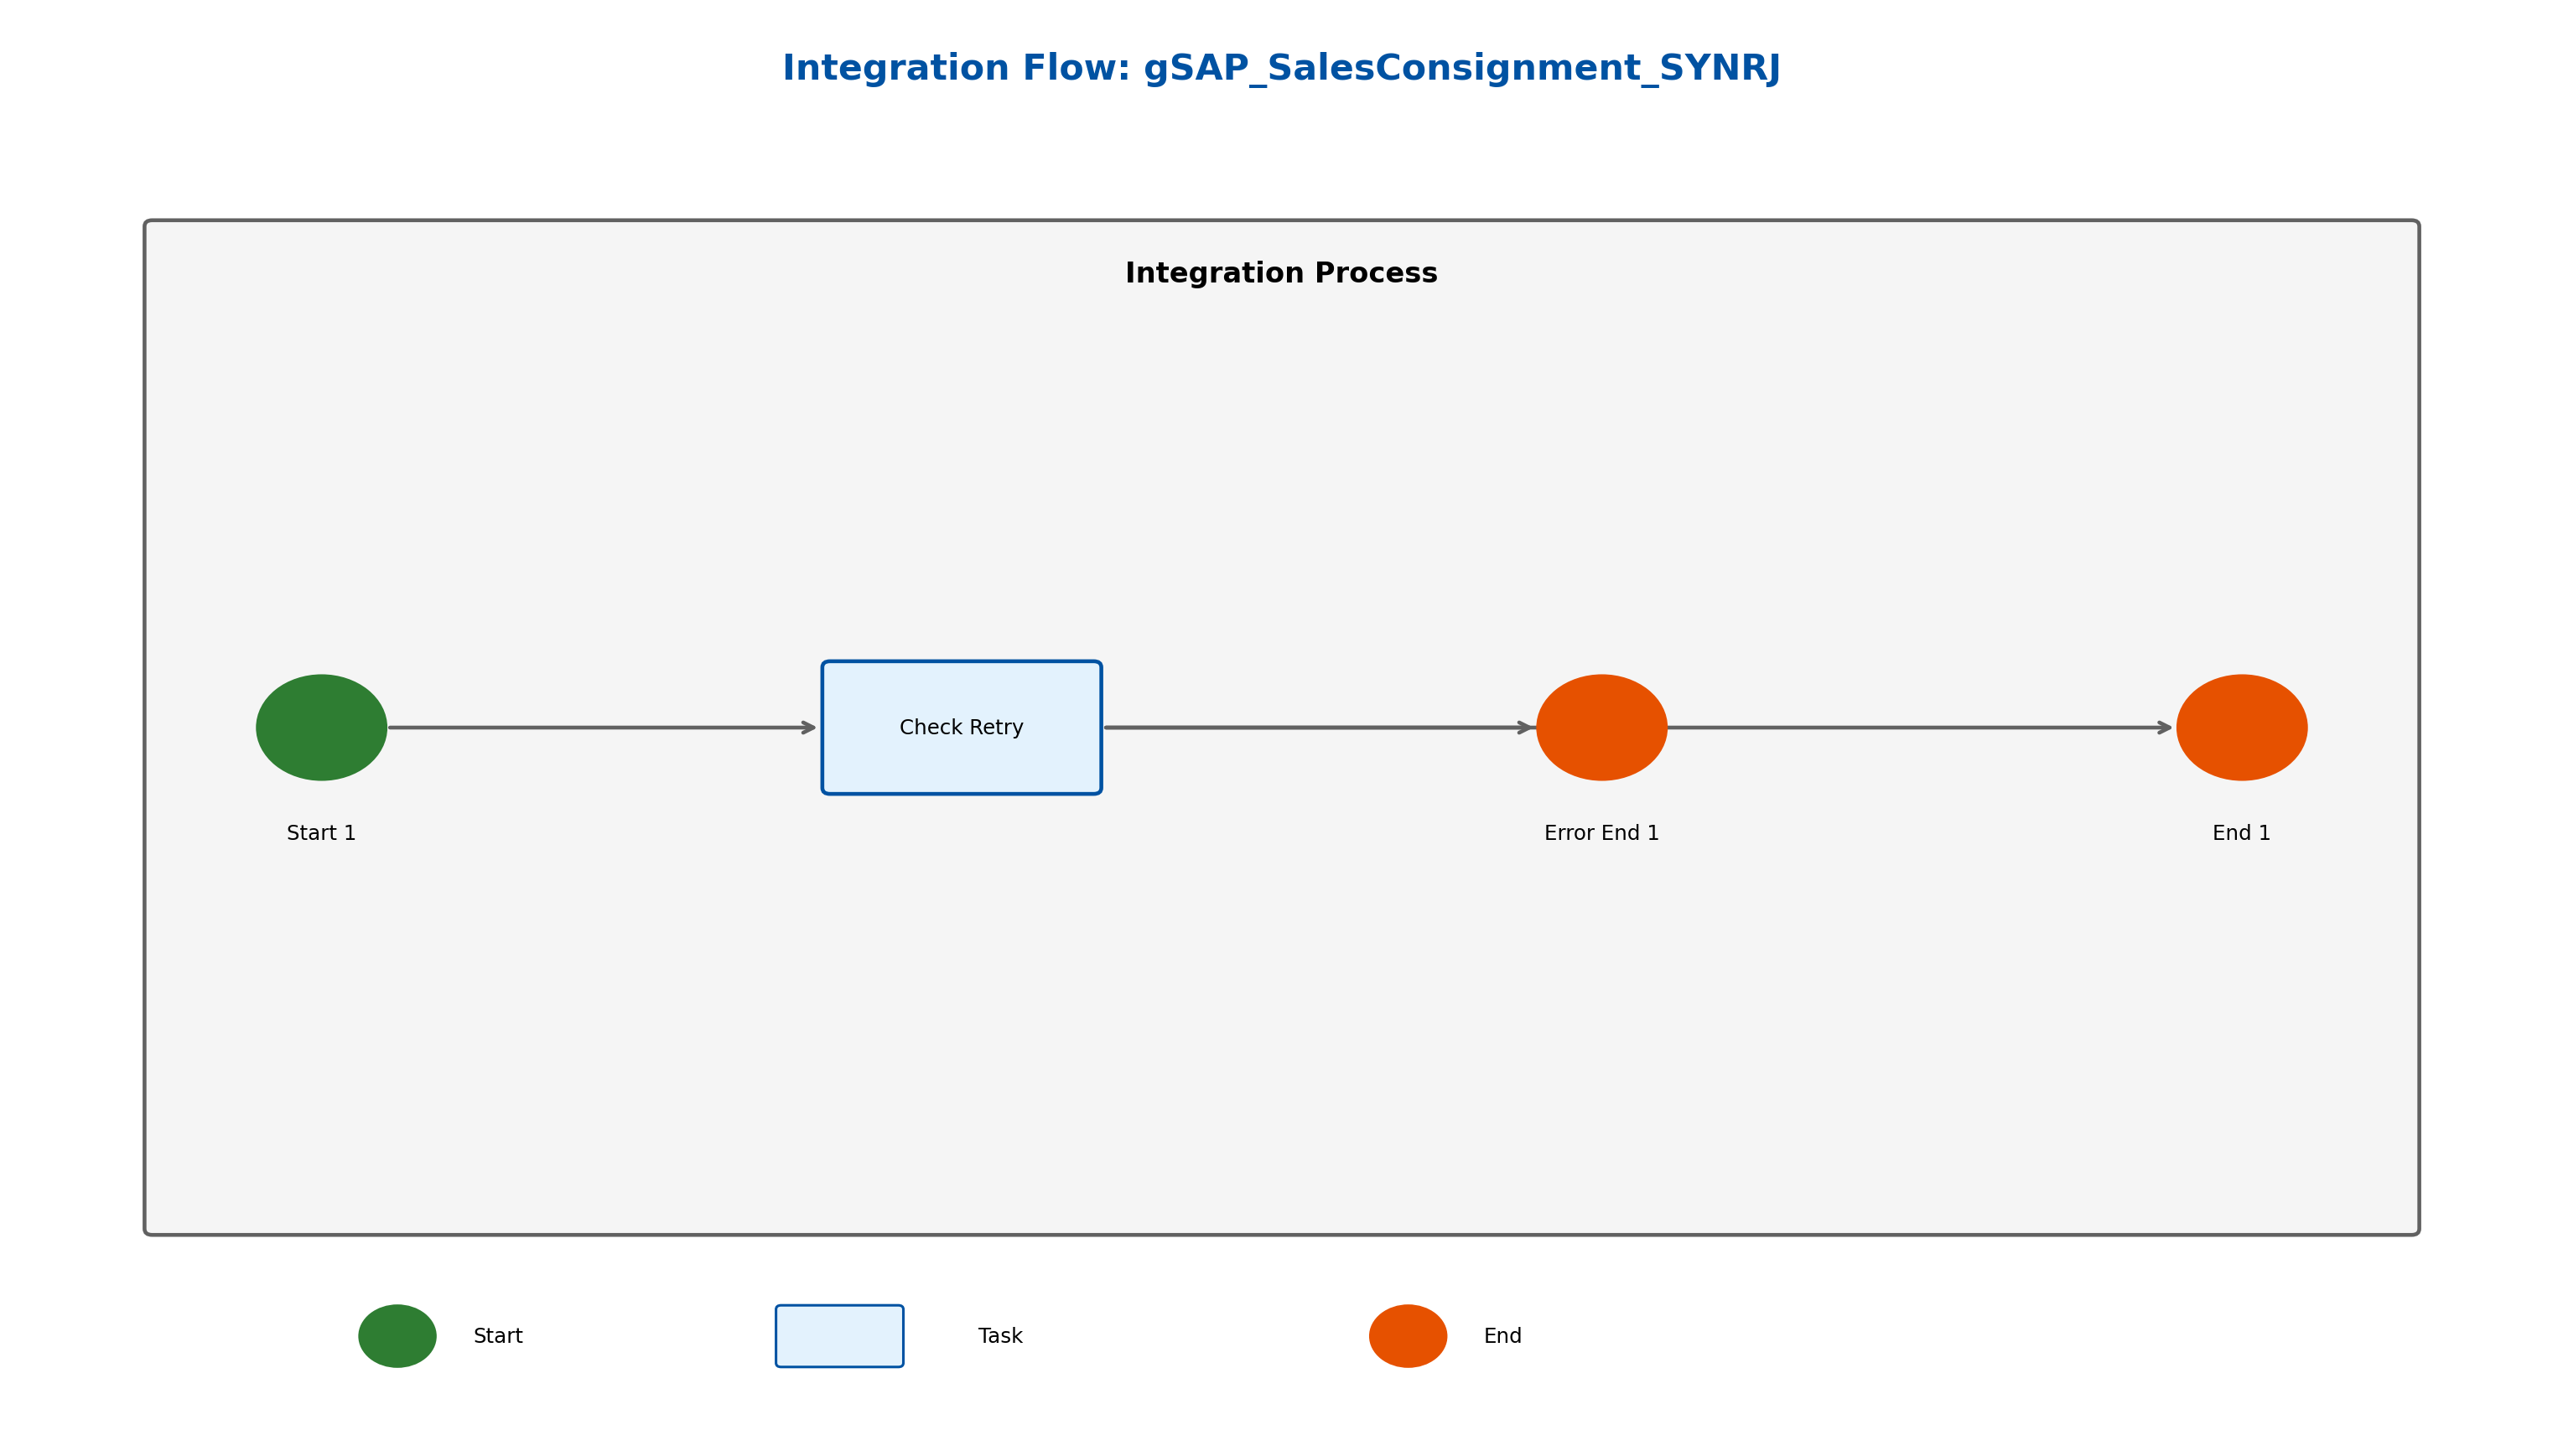 Integration Flow: gSAP_SalesConsignment_SYNRJ
Integration Process
Check Retry
Start 1
Error End 1
End 1
Start
Task
End